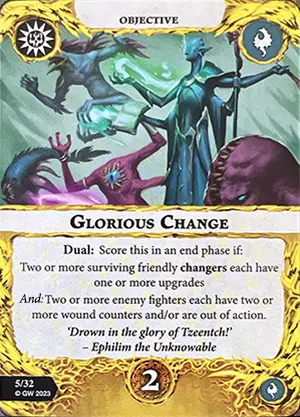 OBJECTIVE
GLORIOUS CHANGE
Dual: Score this in an end phase if:
Two or more surviving friendly changers each have
one or more upgrades
And: Two or more enemy fighters each have two or
more wound counters and/or are out of action.
'Drown in the glory of Tzeentch!'
– Ephilim the Unknowable
5/32
© GW 2023
2